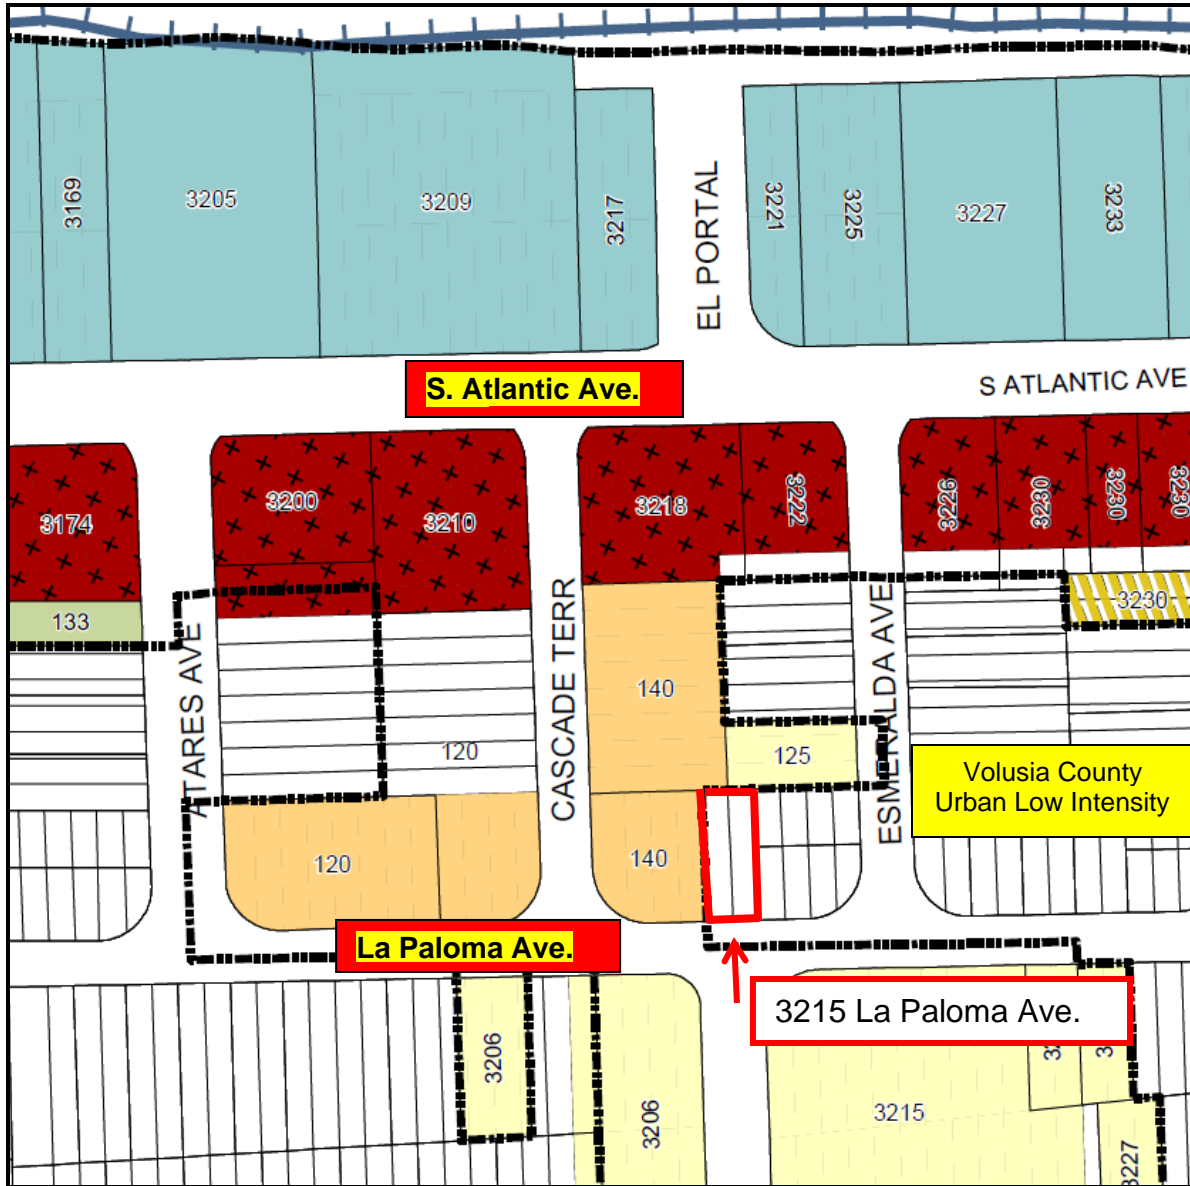 3169
3205
3209
3217
EL PORTAL
3221
3225
3227
3233
S. Atlantic Ave.
S ATLANTIC AVE
3174
3200
3210
3218
3222
3226
3230
3230
3230
133
ATARES AVE
CASCADE TERR
ESMERALDA AVE
3230
140
120
125
Volusia County
Urban Low Intensity
120
140
La Paloma Ave.
3215 La Paloma Ave.
3206
3206
3215
3227